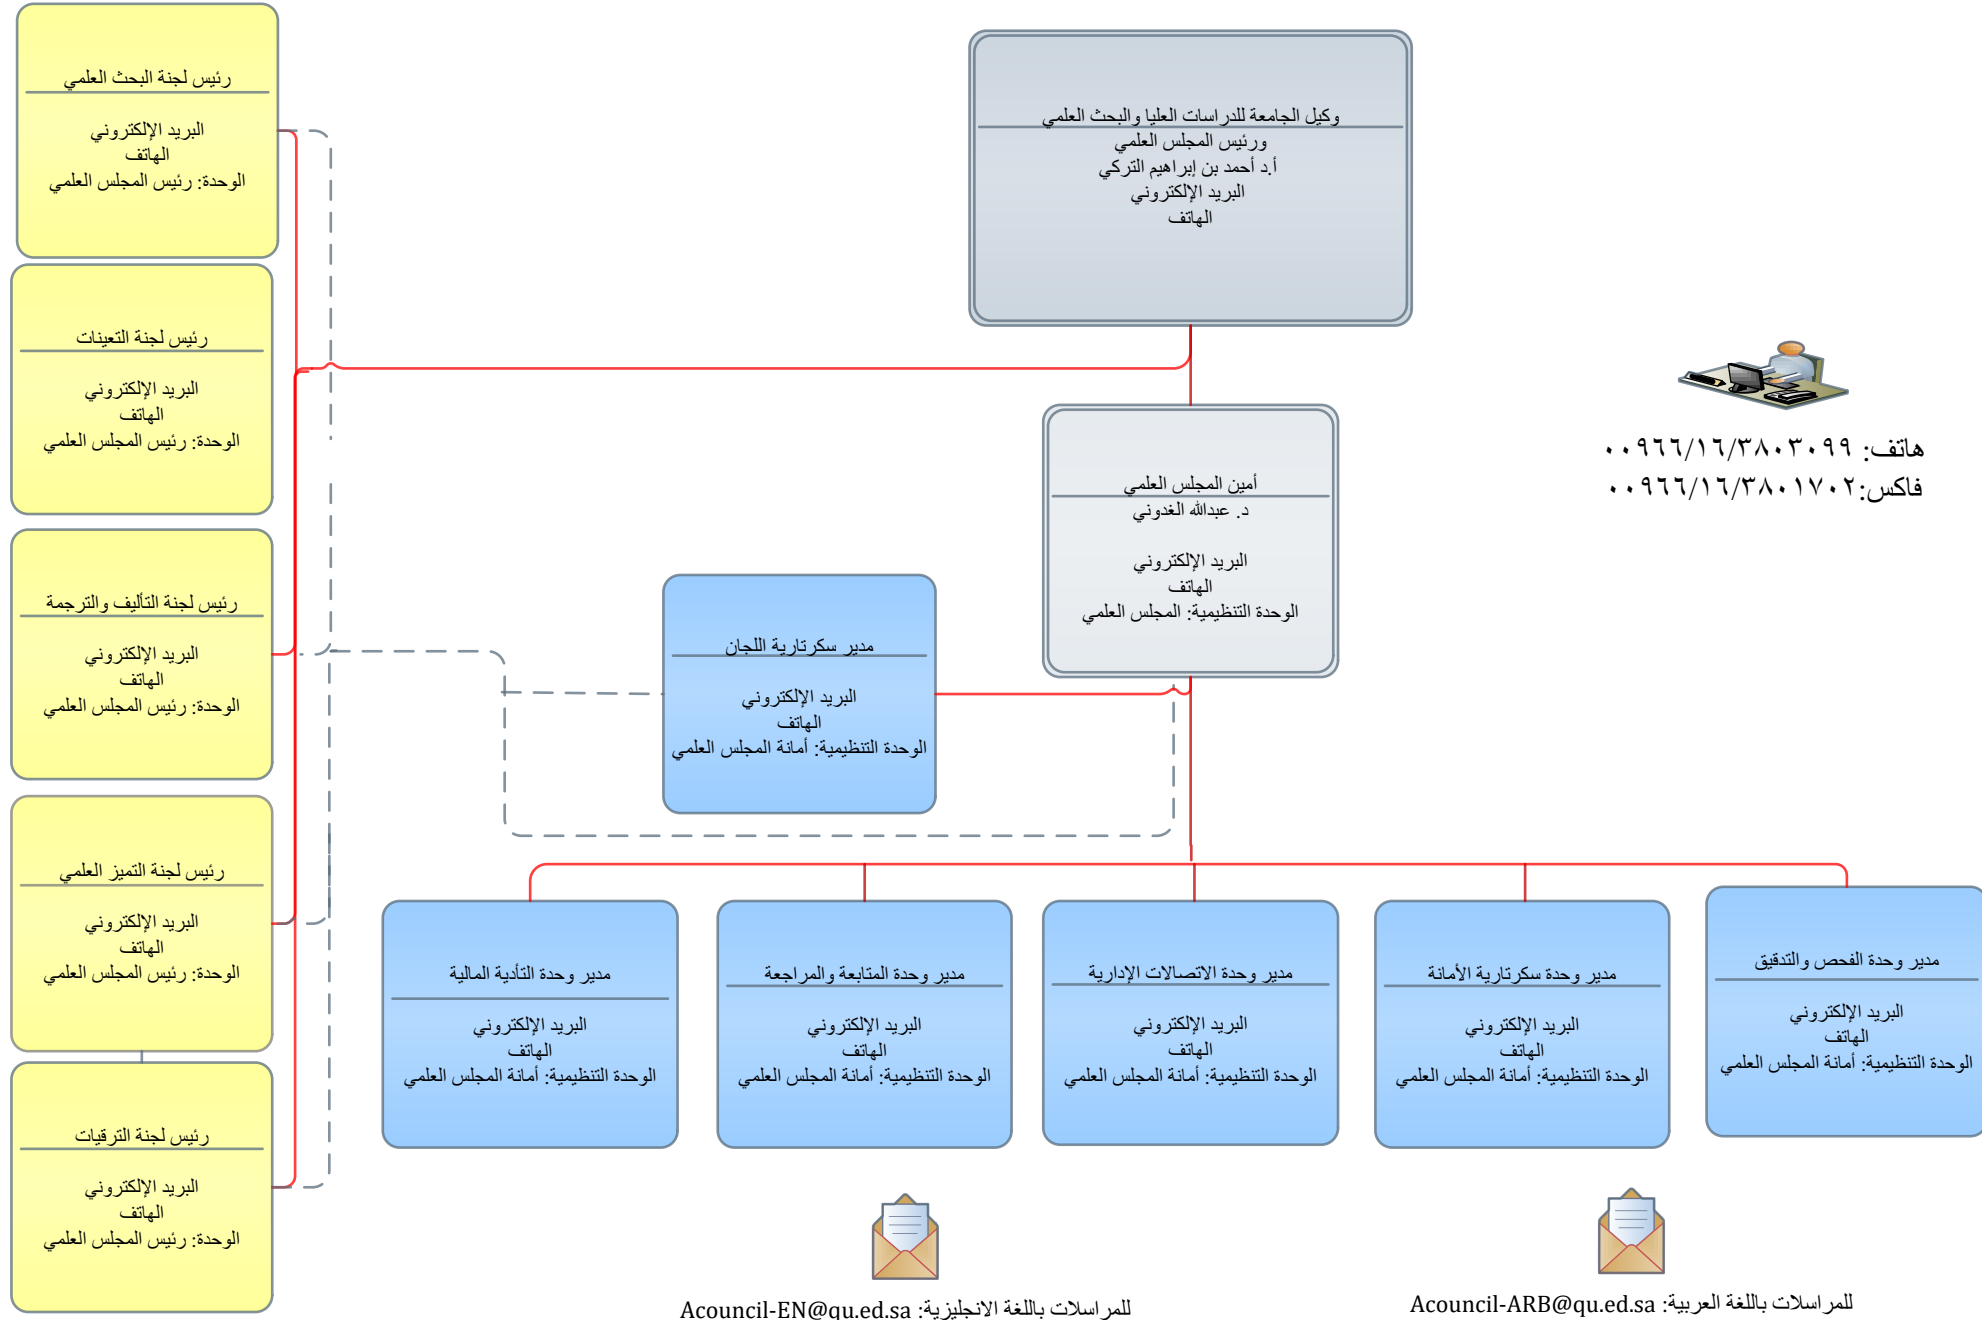 وكيل الجامعة للدراسات العليا والبحث العلمي
ورئيس المجلس العلمي
أ.د أحمد بن إبراهيم التركي
البريد الإلكتروني
الهاتف
هاتف: ٠٠٩٦٦/١٦/٣٨٠٣٠٩٩
فاكس:٠٠٩٦٦/١٦/٣٨٠١٧٠٢
أمين المجلس العلمي
د. عبدالله الغدوني
البريد الإلكتروني
الهاتف
الوحدة التنظيمية: المجلس العلمي
مدير سكرتارية اللجان
البريد الإلكتروني
الهاتف
الوحدة التنظيمية: أمانة المجلس العلمي
رئيس لجنة البحث العلمي
البريد الإلكتروني
الهاتف
الوحدة: رئيس المجلس العلمي
رئيس لجنة التعينات
البريد الإلكتروني
الهاتف
الوحدة: رئيس المجلس العلمي
رئيس لجنة التأليف والترجمة
البريد الإلكتروني
الهاتف
الوحدة: رئيس المجلس العلمي
رئيس لجنة التميز العلمي
البريد الإلكتروني
الهاتف
الوحدة: رئيس المجلس العلمي
رئيس لجنة الترقيات
البريد الإلكتروني
الهاتف
الوحدة: رئيس المجلس العلمي
مدير وحدة الفحص والتدقيق
البريد الإلكتروني
الهاتف
الوحدة التنظيمية: أمانة المجلس العلمي
مدير وحدة سكرتارية الأمانة
البريد الإلكتروني
الهاتف
الوحدة التنظيمية: أمانة المجلس العلمي
مدير وحدة الاتصالات الإدارية
البريد الإلكتروني
الهاتف
الوحدة التنظيمية: أمانة المجلس العلمي
مدير وحدة المتابعة والمراجعة
البريد الإلكتروني
الهاتف
الوحدة التنظيمية: أمانة المجلس العلمي
مدير وحدة التأدية المالية
البريد الإلكتروني
الهاتف
الوحدة التنظيمية: أمانة المجلس العلمي
للمراسلات باللغة العربية: Acouncil-ARB@qu.ed.sa
للمراسلات باللغة الانجليزية: Acouncil-EN@qu.ed.sa